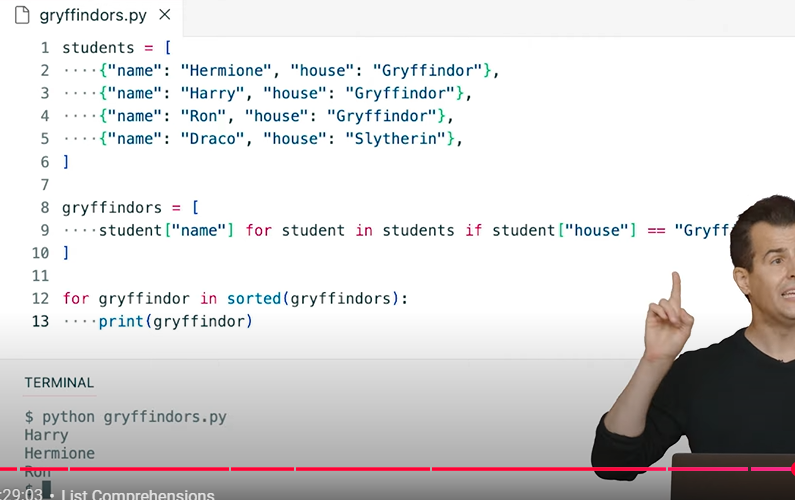 gryffindors.py ×
1 students = [
2 ····{"name": "Hermione", "house": "Gryffindor"},
3 ····{"name": "Harry", "house": "Gryffindor"},
4 ····{"name": "Ron", "house": "Gryffindor"},
5 ····{"name": "Draco", "house": "Slytherin"},
6 ]
7
8 gryffindors = [
9 ····student["name"] for student in students if student["house"] == "Gryff
10 ]
11
12 for gryffindor in sorted(gryffindors):
13 ····print(gryffindor)
TERMINAL
$ python gryffindors.py
Harry
Hermione
Ron
$
:29:03 • List Comprehensions